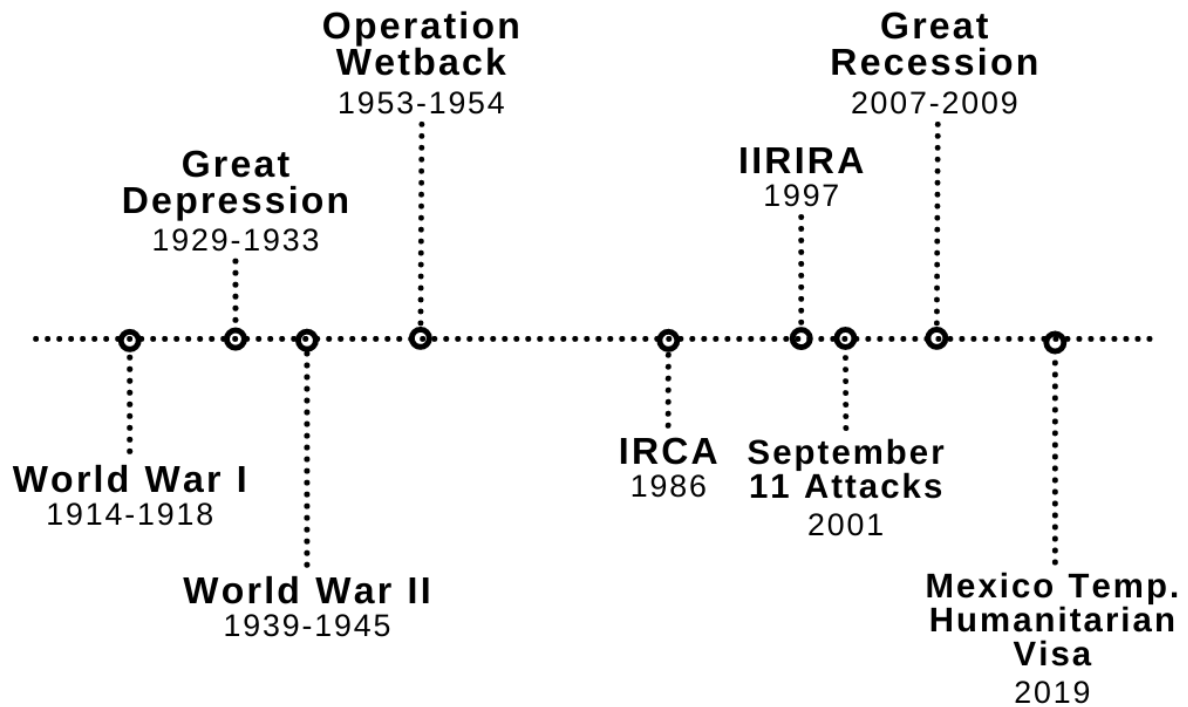 Operation
Wetback
1953-1954
Great
Recession
2007-2009
Great
Depression
1929-1933
IIRIRA
1997
World War I
1914-1918
IRCA
1986
September
11 Attacks
2001
World War II
1939-1945
Mexico Temp.
Humanitarian
Visa
2019